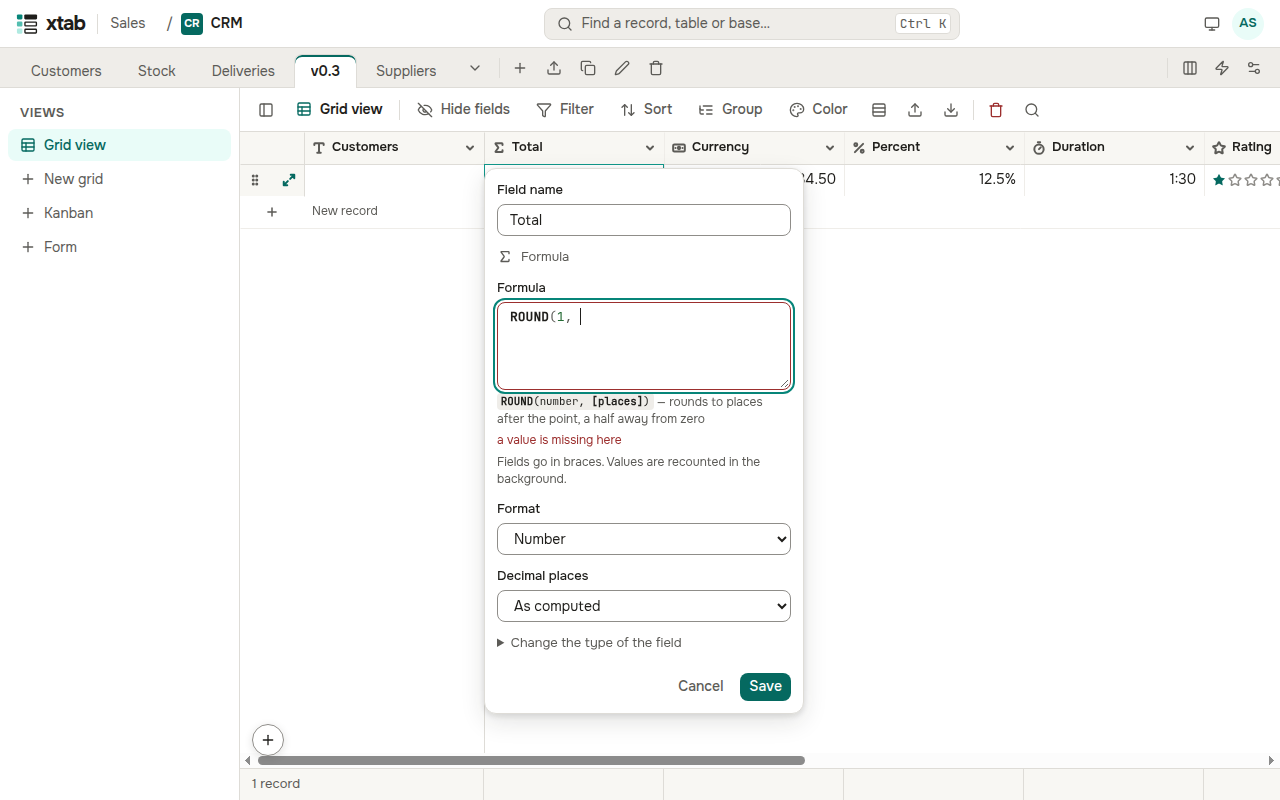 xtab
Sales / CR CRM
Find a record, table or base...
Ctrl K
AS
Customers
Stock
Deliveries
v0.3
Suppliers
VIEWS
Grid view
New grid
Kanban
Form
Grid view
Hide fields
Filter
Sort
Group
Color
Customers
Total
Currency
Percent
Duration
Rating
4.50
12.5%
1:30
New record
Field name
Total
Formula
Formula
ROUND(1,
ROUND(number, [places]) — rounds to places
after the point, a half away from zero
a value is missing here
Fields go in braces. Values are recounted in the
background.
Format
Number
Decimal places
As computed
Change the type of the field
Cancel
Save
1 record